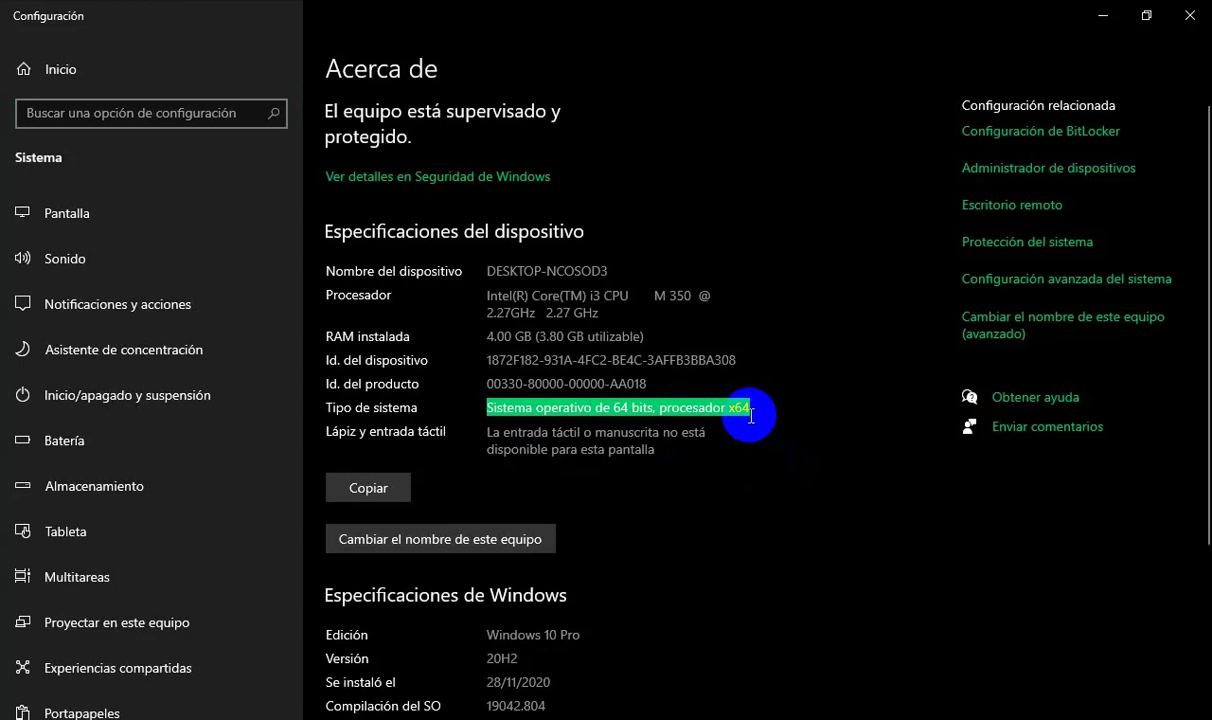 Configuración
Inicio
Buscar una opción de configuración
Sistema
Pantalla
Sonido
Notificaciones y acciones
Asistente de concentración
Inicio/apagado y suspensión
Batería
Almacenamiento
Tableta
Multitareas
Proyectar en este equipo
Experiencias compartidas
Portapapeles
Acerca de
El equipo está supervisado y
protegido.
Ver detalles en Seguridad de Windows
Especificaciones del dispositivo
Nombre del dispositivo DESKTOP-NCOSOD3
Procesador Intel(R) Core(TM) i3 CPU M 350 @
2.27GHz 2.27 GHz
RAM instalada 4.00 GB (3.80 GB utilizable)
Id. del dispositivo 1872F182-931A-4FC2-BE4C-3AFFB3BBA308
Id. del producto 00330-80000-00000-AA018
Tipo de sistema Sistema operativo de 64 bits, procesador x64
Lápiz y entrada táctil La entrada táctil o manuscrita no está
disponible para esta pantalla
Copiar
Cambiar el nombre de este equipo
Especificaciones de Windows
Edición Windows 10 Pro
Versión 20H2
Se instaló el 28/11/2020
Compilación del SO 19042.804
Configuración relacionada
Configuración de BitLocker
Administrador de dispositivos
Escritorio remoto
Protección del sistema
Configuración avanzada del sistema
Cambiar el nombre de este equipo
(avanzado)
Obtener ayuda
Enviar comentarios